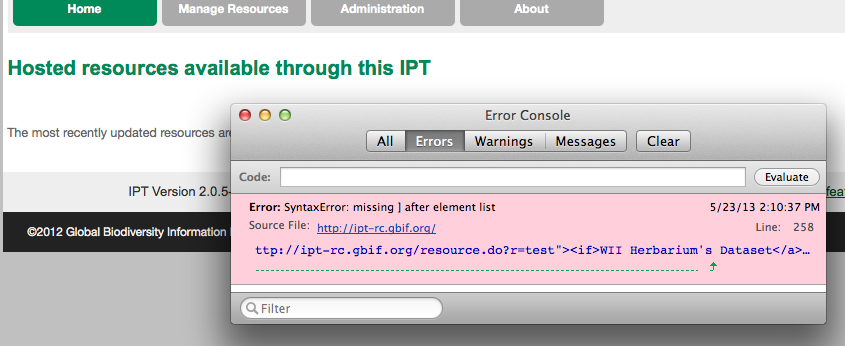 Home Manage Resources Administration About
Hosted resources available through this IPT
The most recently updated resources are
Error Console
All Errors Warnings Messages Clear
Code: Evaluate
Error: SyntaxError: missing ] after element list 5/23/13 2:10:37 PM
Source File: http://ipt-rc.gbif.org/ Line: 258
ttp://ipt-rc.gbif.org/resource.do?r=test"><if>WII Herbarium's Dataset</a>…
IPT Version 2.0.5- feat
©2012 Global Biodiversity Information
Filter